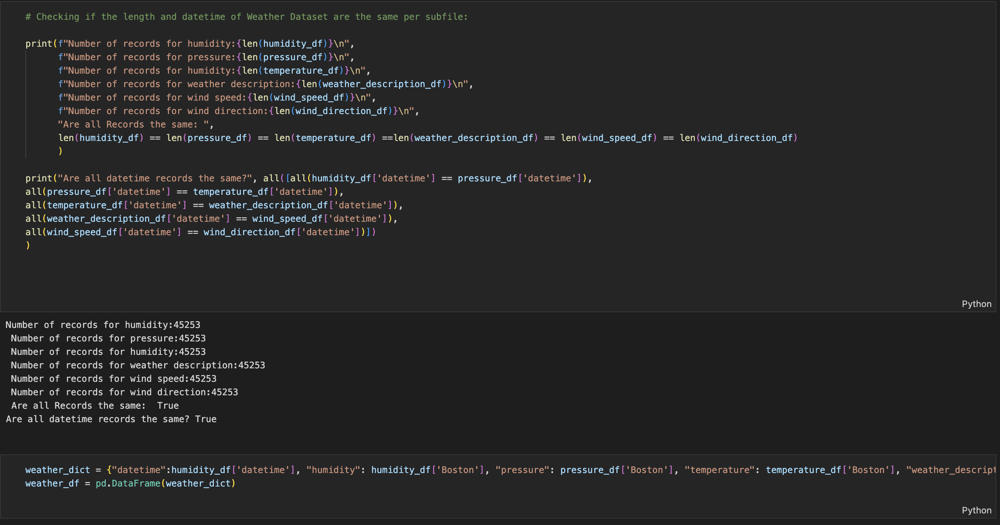 # Checking if the length and datetime of Weather Dataset are the same per subfile:
print(f"Number of records for humidity:{len(humidity_df)}\n",
f"Number of records for pressure:{len(pressure_df)}\n",
f"Number of records for humidity:{len(temperature_df)}\n",
f"Number of records for weather description:{len(weather_description_df)}\n",
f"Number of records for wind speed:{len(wind_speed_df)}\n",
f"Number of records for wind direction:{len(wind_direction_df)}\n",
"Are all Records the same: ",
len(humidity_df) == len(pressure_df) == len(temperature_df) ==len(weather_description_df) == len(wind_speed_df) == len(wind_direction_df)
)
print("Are all datetime records the same?", all([all(humidity_df['datetime'] == pressure_df['datetime']),
all(pressure_df['datetime'] == temperature_df['datetime']),
all(temperature_df['datetime'] == weather_description_df['datetime']),
all(weather_description_df['datetime'] == wind_speed_df['datetime']),
all(wind_speed_df['datetime'] == wind_direction_df['datetime'])])
)
Python
Number of records for humidity:45253
Number of records for pressure:45253
Number of records for humidity:45253
Number of records for weather description:45253
Number of records for wind speed:45253
Number of records for wind direction:45253
Are all Records the same:  True
Are all datetime records the same? True
weather_dict = {"datetime":humidity_df['datetime'], "humidity": humidity_df['Boston'], "pressure": pressure_df['Boston'], "temperature": temperature_df['Boston'], "weather_descript
weather_df = pd.DataFrame(weather_dict)
Python